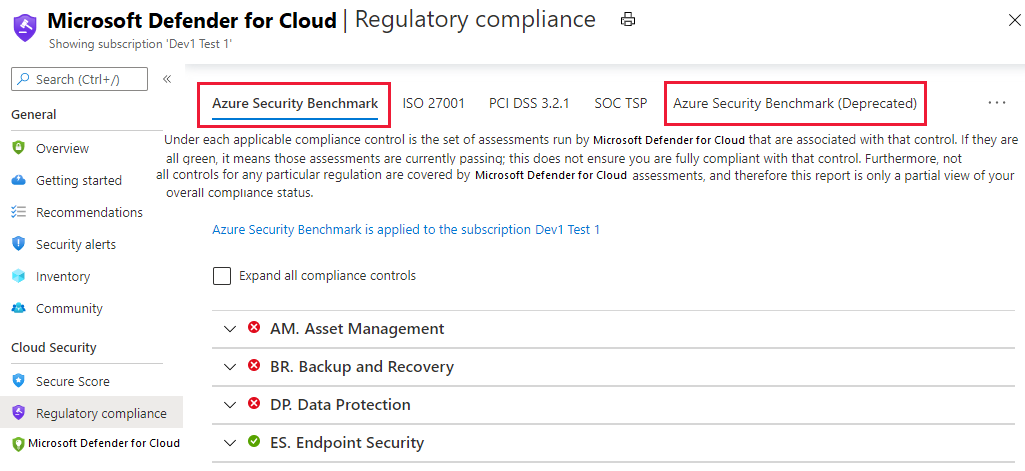 Microsoft Defender for Cloud | Regulatory compliance
Showing subscription 'Dev1 Test 1'
Search (Ctrl+/)
«
General
Overview
Getting started
Recommendations
Security alerts
Inventory
Community
Cloud Security
Secure Score
Regulatory compliance
Microsoft Defender for Cloud
Azure Security Benchmark ISO 27001 PCI DSS 3.2.1 SOC TSP Azure Security Benchmark (Deprecated) ...
Under each applicable compliance control is the set of assessments run by Microsoft Defender for Cloud that are associated with that control. If they are
all green, it means those assessments are currently passing; this does not ensure you are fully compliant with that control. Furthermore, not
all controls for any particular regulation are covered by Microsoft Defender for Cloud assessments, and therefore this report is only a partial view of your
overall compliance status.
Azure Security Benchmark is applied to the subscription Dev1 Test 1
Expand all compliance controls
AM. Asset Management
BR. Backup and Recovery
DP. Data Protection
ES. Endpoint Security